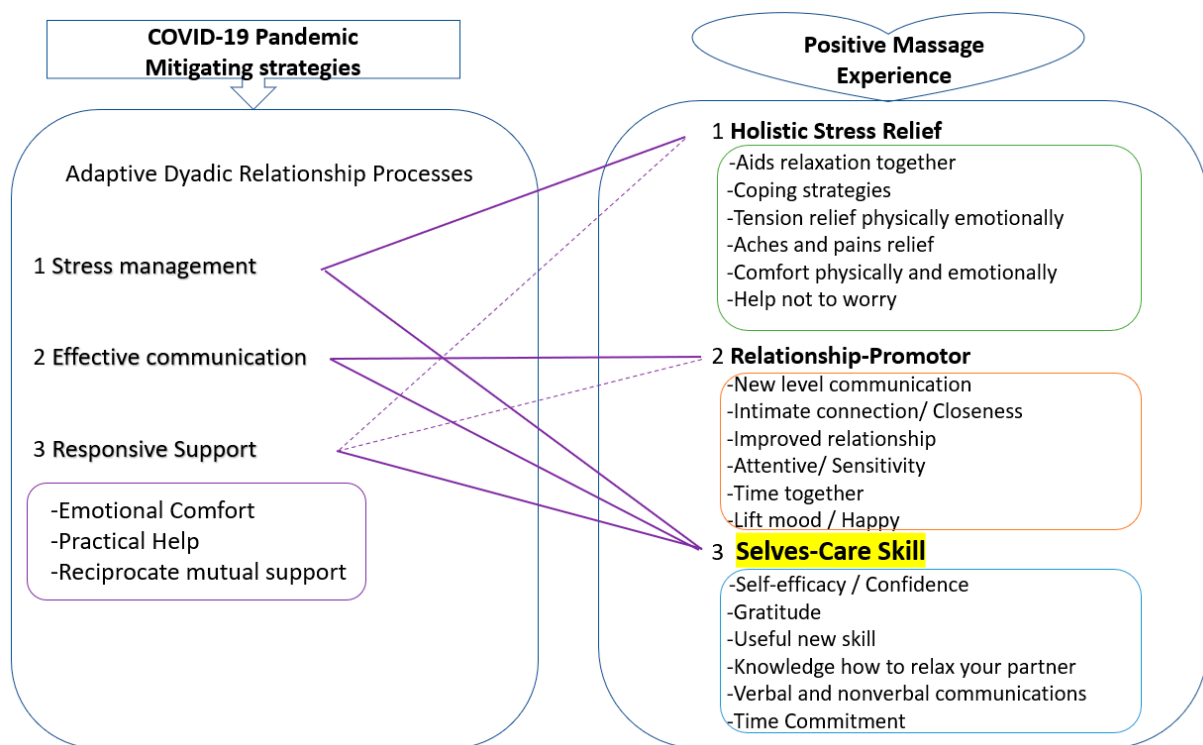 COVID-19 Pandemic
Mitigating strategies
Adaptive Dyadic Relationship Processes
1 Stress management
2 Effective communication
3 Responsive Support
-Emotional Comfort
-Practical Help
-Reciprocate mutual support
Positive Massage
Experience
1 Holistic Stress Relief
-Aids relaxation together
-Coping strategies
-Tension relief physically emotionally
-Aches and pains relief
-Comfort physically and emotionally
-Help not to worry
2 Relationship-Promotor
-New level communication
-Intimate connection/ Closeness
-Improved relationship
-Attentive/ Sensitivity
-Time together
-Lift mood / Happy
3 Selves-Care Skill
-Self-efficacy / Confidence
-Gratitude
-Useful new skill
-Knowledge how to relax your partner
-Verbal and nonverbal communications
-Time Commitment